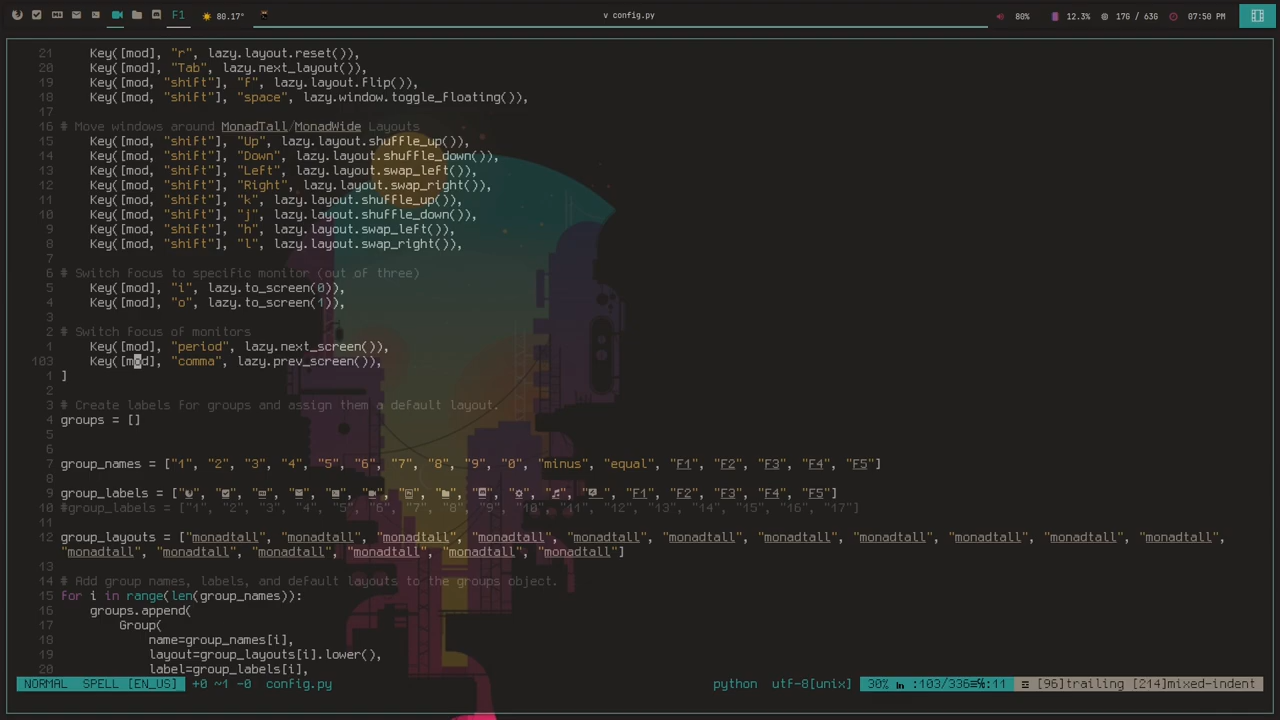 F1 80.17° v config.py 80% 12.3% 17G / 63G 07:50 PM
21 Key([mod], "r", lazy.layout.reset()),
20 Key([mod], "Tab", lazy.next_layout()),
19 Key([mod, "shift"], "f", lazy.layout.flip()),
18 Key([mod, "shift"], "space", lazy.window.toggle_floating()),
17
16 # Move windows around MonadTall/MonadWide Layouts
15 Key([mod, "shift"], "Up", lazy.layout.shuffle_up()),
14 Key([mod, "shift"], "Down", lazy.layout.shuffle_down()),
13 Key([mod, "shift"], "Left", lazy.layout.swap_left()),
12 Key([mod, "shift"], "Right", lazy.layout.swap_right()),
11 Key([mod, "shift"], "k", lazy.layout.shuffle_up()),
10 Key([mod, "shift"], "j", lazy.layout.shuffle_down()),
9 Key([mod, "shift"], "h", lazy.layout.swap_left()),
8 Key([mod, "shift"], "l", lazy.layout.swap_right()),
7
6 # Switch focus to specific monitor (out of three)
5 Key([mod], "i", lazy.to_screen(0)),
4 Key([mod], "o", lazy.to_screen(1)),
3
2 # Switch focus of monitors
1 Key([mod], "period", lazy.next_screen()),
103 Key([mod], "comma", lazy.prev_screen()),
1 ]
2
3 # Create labels for groups and assign them a default layout.
4 groups = []
5
6
7 group_names = ["1", "2", "3", "4", "5", "6", "7", "8", "9", "0", "minus", "equal", "F1", "F2", "F3", "F4", "F5"]
8
9 group_labels = ["", "", "", "", "", "", "", "", "", "", "", "", "F1", "F2", "F3", "F4", "F5"]
10 #group_labels = ["1", "2", "3", "4", "5", "6", "7", "8", "9", "10", "11", "12", "13", "14", "15", "16", "17"]
11
12 group_layouts = ["monadtall", "monadtall", "monadtall", "monadtall", "monadtall", "monadtall", "monadtall", "monadtall", "monadtall", "monadtall", "monadtall",
"monadtall", "monadtall", "monadtall", "monadtall", "monadtall", "monadtall"]
13
14 # Add group names, labels, and default layouts to the groups object.
15 for i in range(len(group_names)):
16 groups.append(
17 Group(
18 name=group_names[i],
19 layout=group_layouts[i].lower(),
20 label=group_labels[i],
NORMAL SPELL [EN_US] +0 ~1 -0 config.py python utf-8[unix] 30% :103/336 :11 [96]trailing [214]mixed-indent